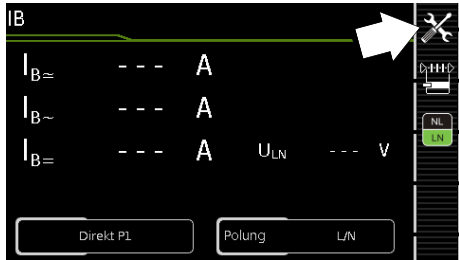 IB
IB≃ --- A
IB~ --- A
IB= --- A ULN --- V
NL
LN
Direkt P1 Polung L/N